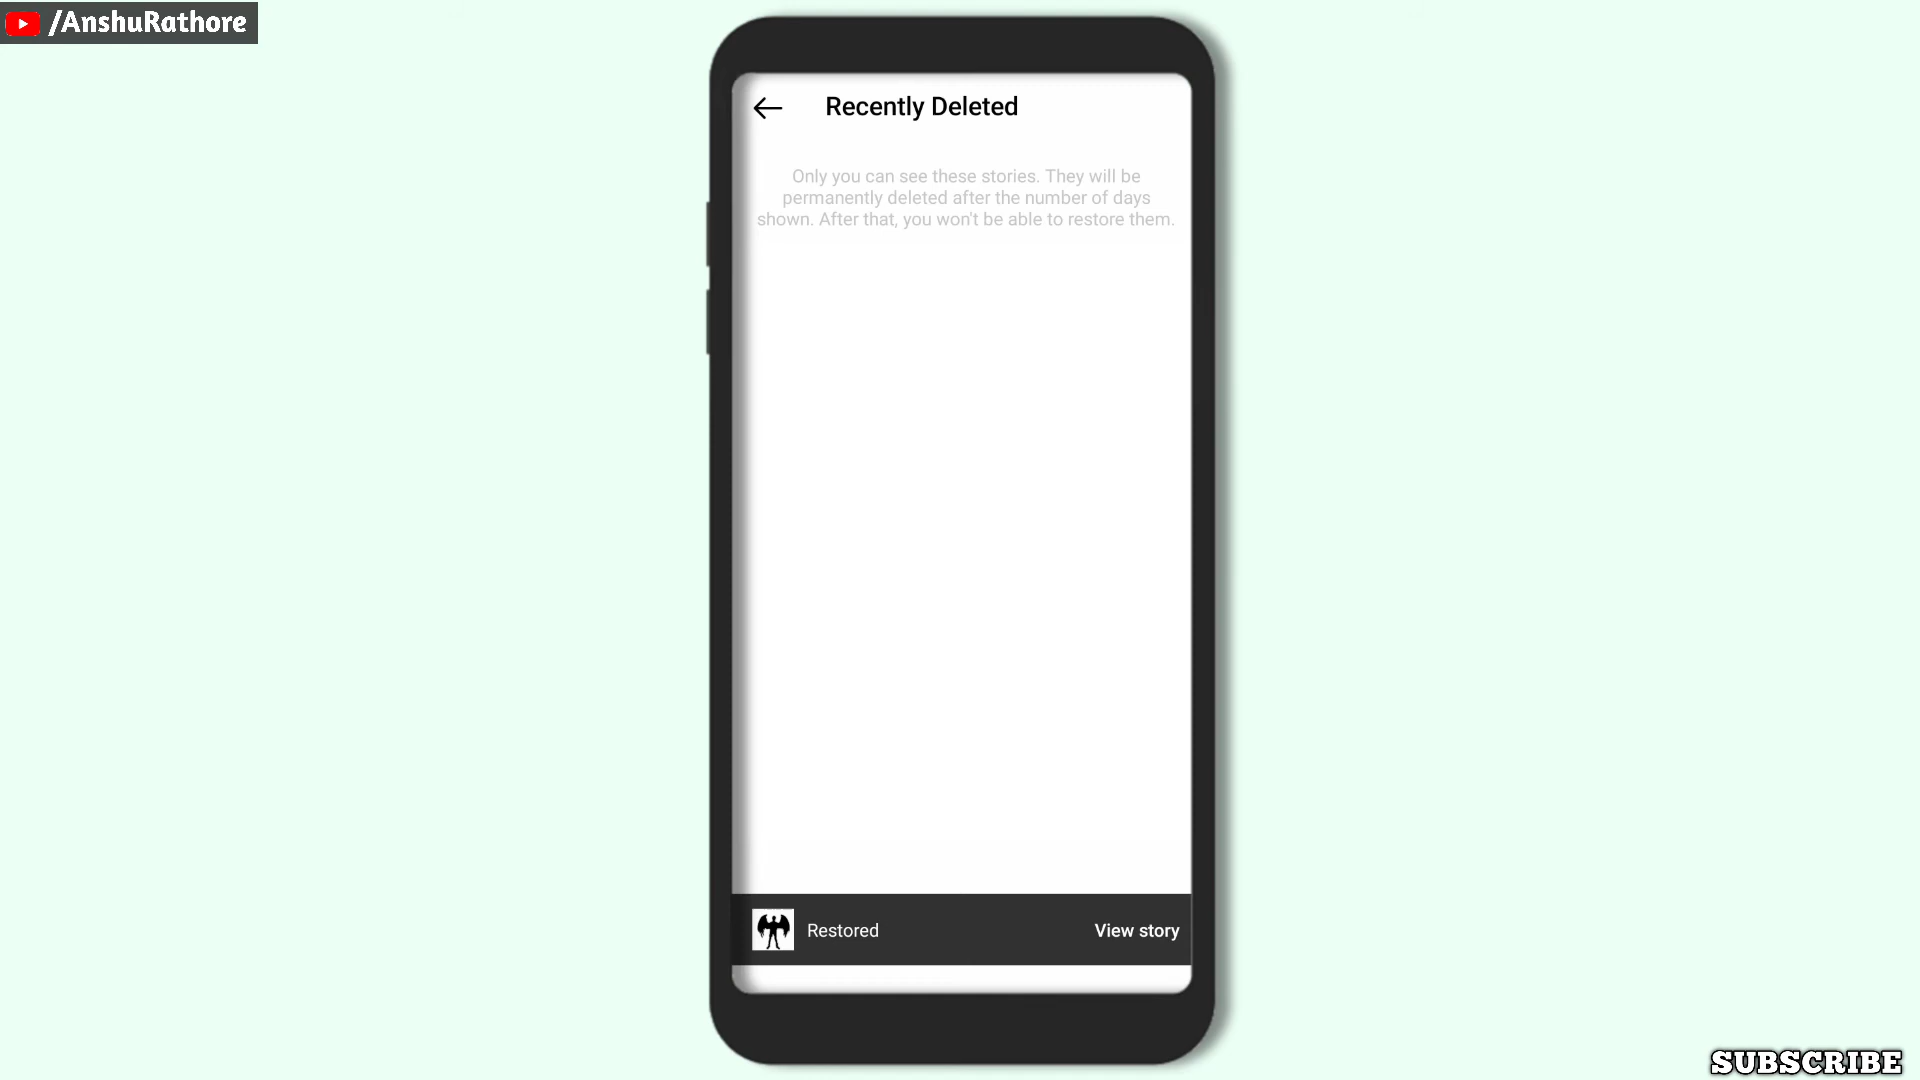 /AnshuRathore
Recently Deleted
Only you can see these stories. They will be
permanently deleted after the number of days
shown. After that, you won't be able to restore them.
Restored
View story
SUBSCRIBE